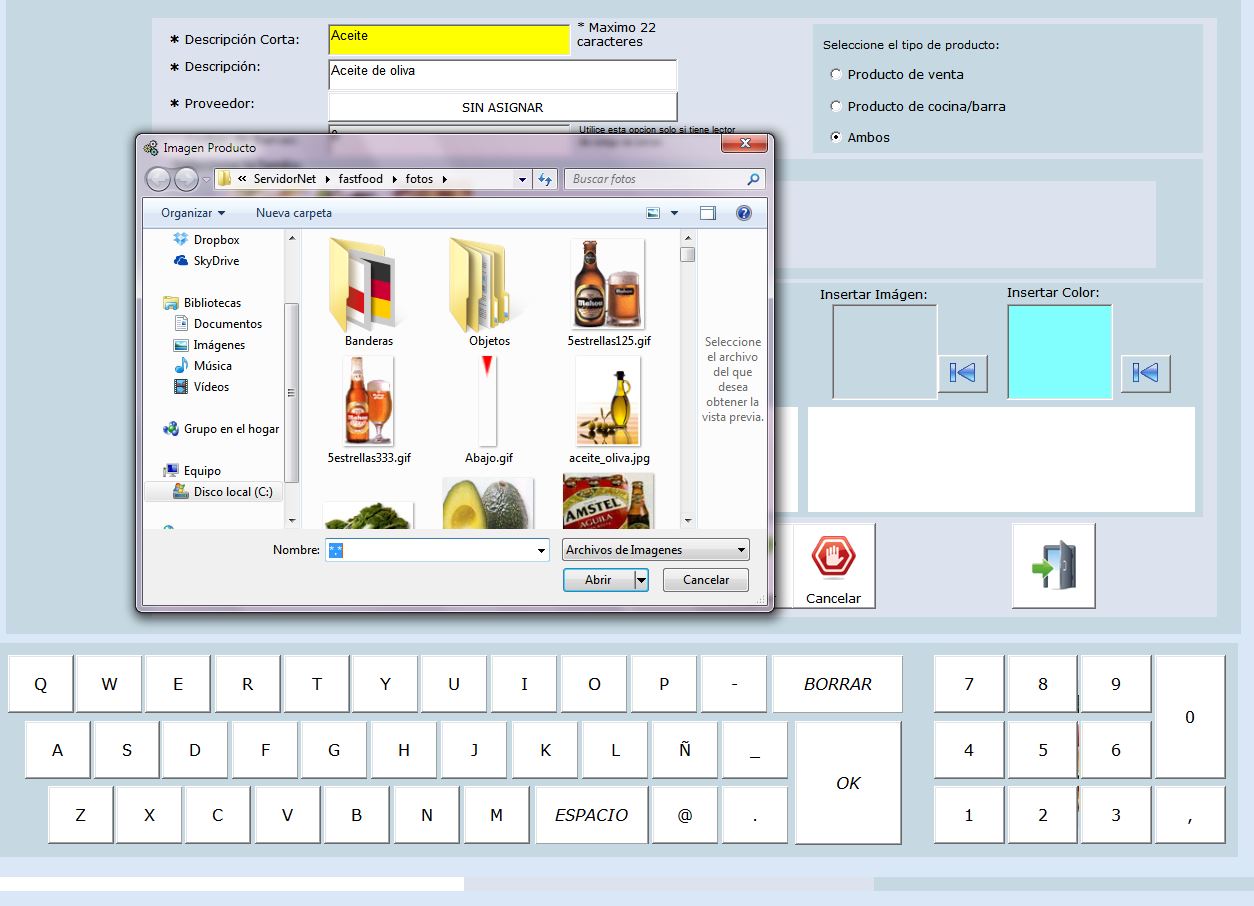 * Descripción Corta:
Aceite
* Maximo 22
caracteres
* Descripción:
Aceite de oliva
* Proveedor:
SIN ASIGNAR
Utilice esta opcion solo si tiene lector
Seleccione el tipo de producto:
Producto de venta
Producto de cocina/barra
Ambos
Imagen Producto
« ServidorNet fastfood fotos
Buscar fotos
Organizar
Nueva carpeta
Dropbox
SkyDrive
Bibliotecas
Documentos
Imágenes
Música
Vídeos
Grupo en el hogar
Equipo
Disco local (C:)
Banderas
Objetos
5estrellas125.gif
Mahou
5estrellas333.gif
Mahou
Abajo.gif
aceite_oliva.jpg
AMSTEL
AGUILA
Seleccione
el archivo
del que
desea
obtener la
vista previa.
Nombre:
*.*
Archivos de Imagenes
Abrir
Cancelar
Insertar Imágen:
Insertar Color:
Cancelar
Q W E R T Y U I O P - BORRAR 7 8 9
0
A S D F G H J K L Ñ _ 4 5 6
OK
Z X C V B N M ESPACIO @ . 1 2 3 ,